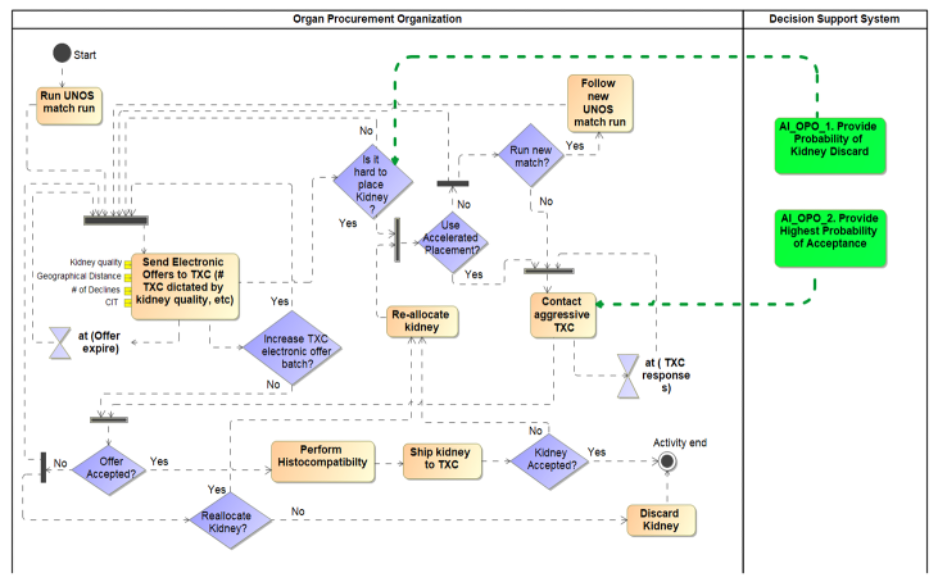 Organ Procurement Organization
Decision Support System
Start
Run UNOS
match run
Follow
new
UNOS
match run
No
Is it
hard to
place
Kidney
?
Run new
match?
Yes
AI_OPO_1. Provide
Probability of
Kidney Discard
No
No
Yes
Use
Accelerated
Placement?
Yes
AI_OPO_2. Provide
Highest Probability
of Acceptance
Kidney quality
Geographical Distance
# of Declines
CIT
Send Electronic
Offers to TXC (#
TXC dictated by
kidney quality, etc)
Yes
Re-allocate
kidney
Contact
aggressive
TXC
at (Offer
expire)
Increase TXC
electronic offer
batch?
at ( TXC
response
s)
No
No
Offer
Accepted?
Yes
Perform
Histocompatibilty
Ship kidney
to TXC
No
Kidney
Accepted?
Yes
Activity end
Yes
Reallocate
Kidney?
No
Discard
Kidney